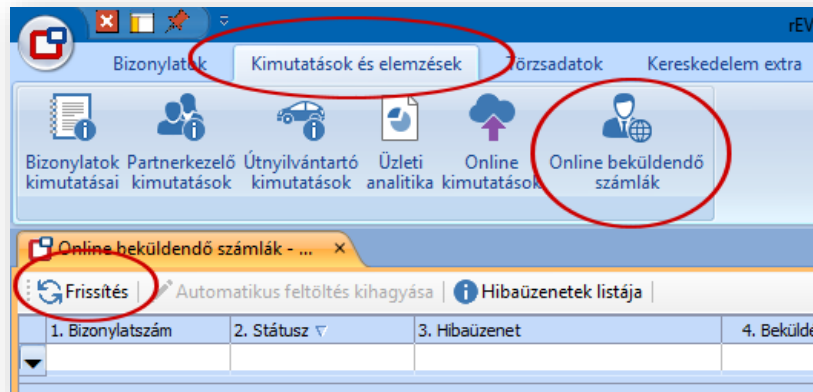 rEV
Bizonylatok Kimutatások és elemzések Törzsadatok Kereskedelem extra
Bizonylatok Partnerkezelő Útnyilvántartó Üzleti Online Online beküldendő
kimutatásai kimutatások kimutatások analitika kimutatások számlák
Online beküldendő számlák - ... ×
Frissítés Automatikus feltöltés kihagyása Hibaüzenetek listája
1. Bizonylatszám 2. Státusz 3. Hibaüzenet 4. Beküld